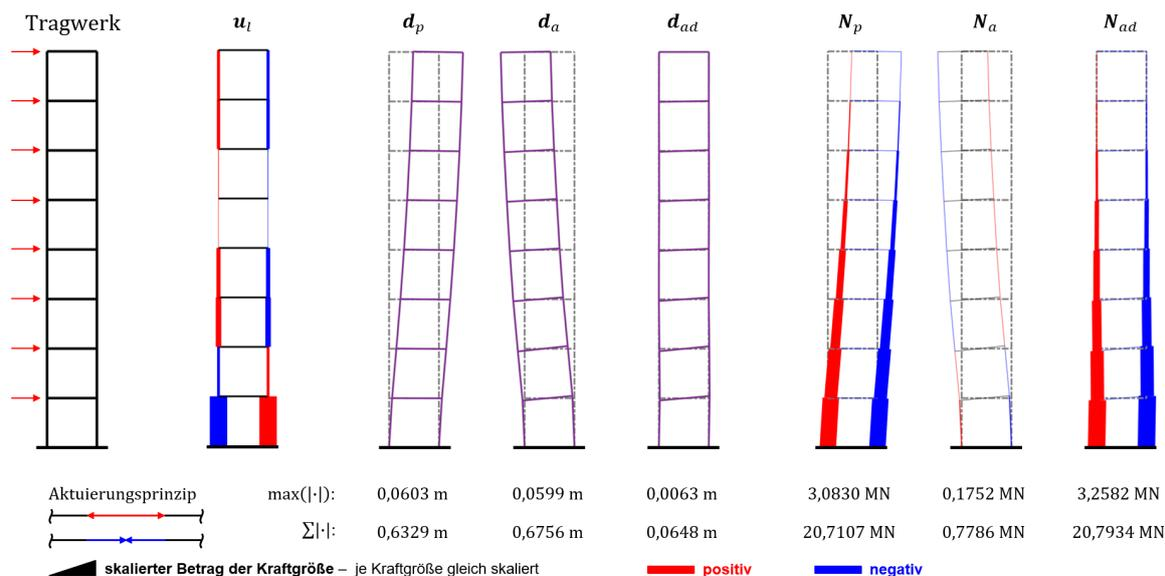 Tragwerk u_l d_p d_a d_ad N_p N_a N_ad
Aktuierungsprinzip max(|·|): 0,0603 m 0,0599 m 0,0063 m 3,0830 MN 0,1752 MN 3,2582 MN
∑|·|: 0,6329 m 0,6756 m 0,0648 m 20,7107 MN 0,7786 MN 20,7934 MN
skalierter Betrag der Kraftgröße – je Kraftgröße gleich skaliert positiv negativ